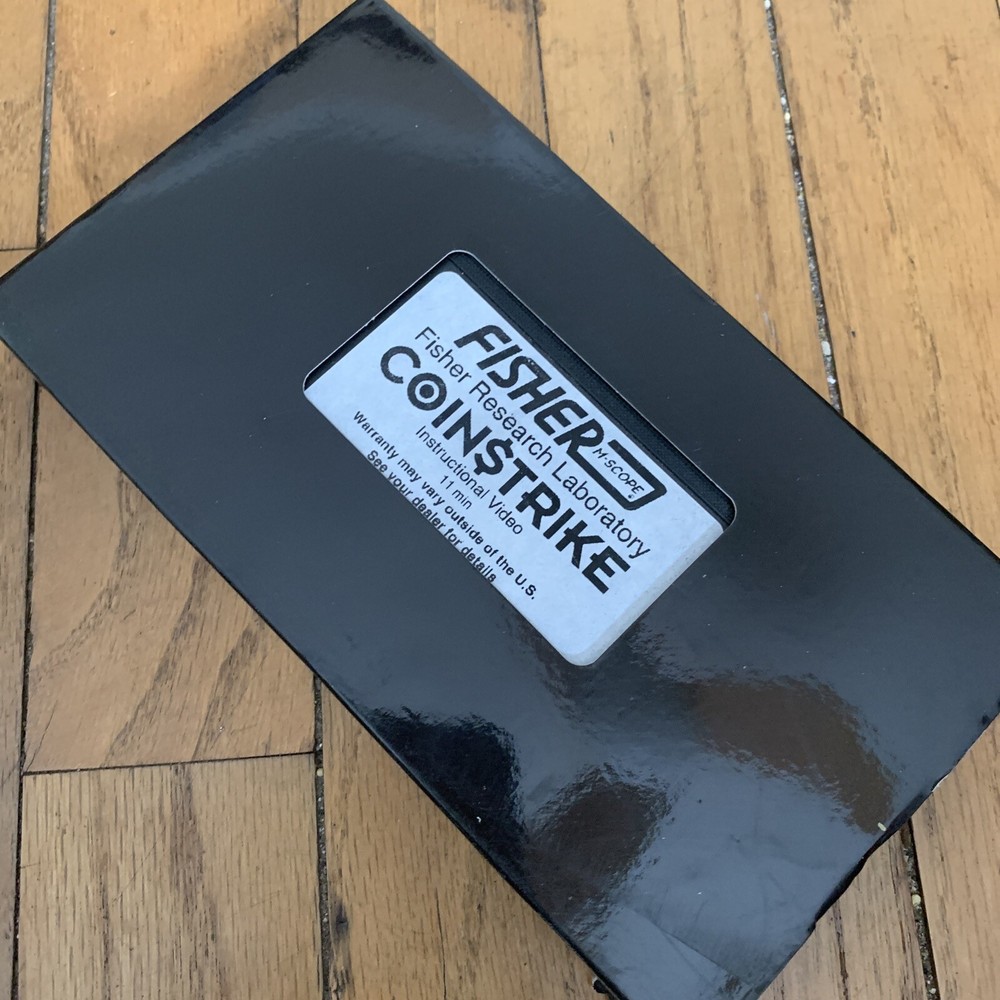 FISHER M-SCOPE
Fisher Research Laboratory
COIN$TRIKE
Instructional Video
11 min
Warranty may vary outside of the U.S.
See your dealer for details